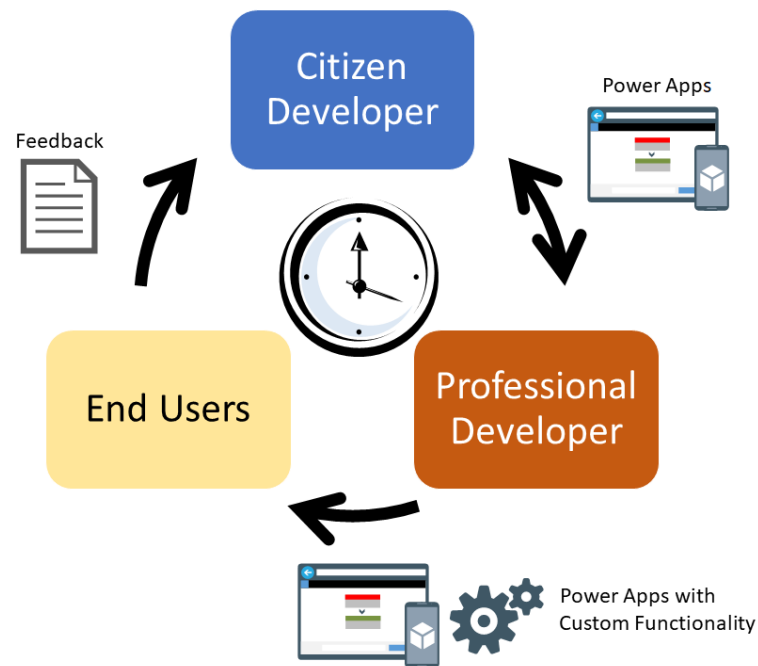 Citizen
Developer
Power Apps
Feedback
End Users
Professional
Developer
Power Apps with
Custom Functionality